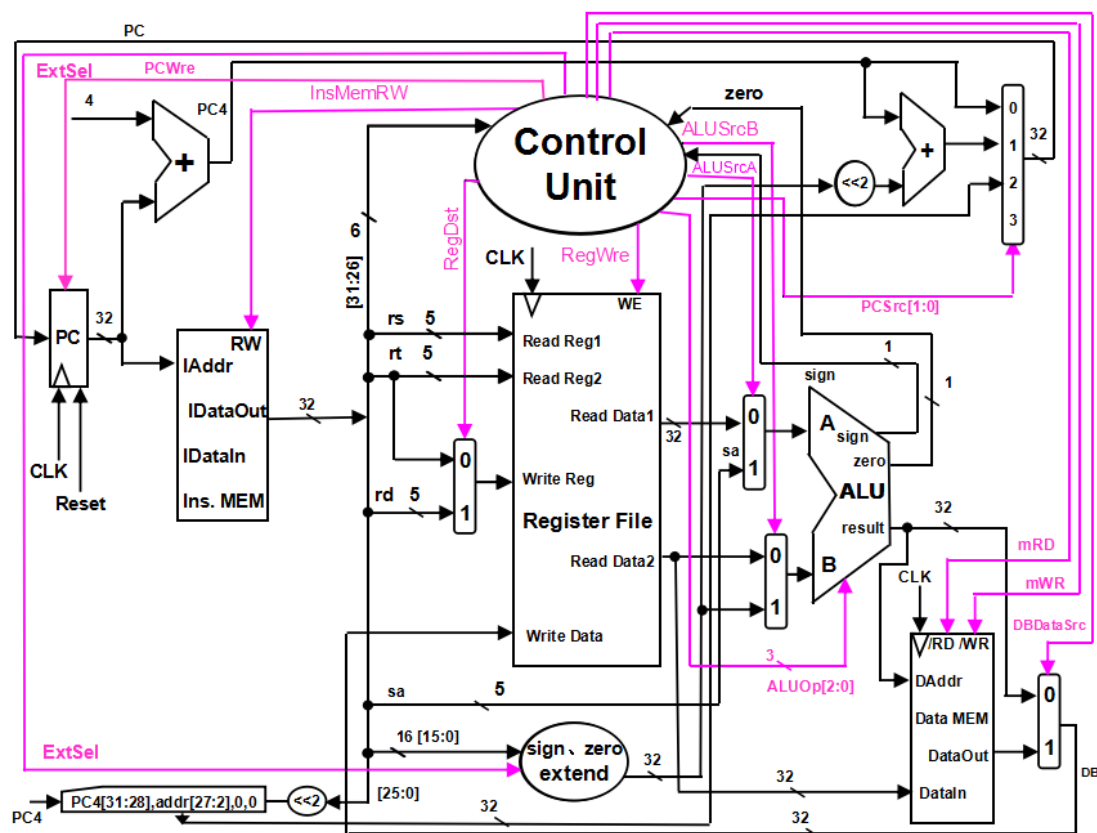 PC
ExtSel
PCWre
InsMemRW
4
PC4
+
zero
ALUSrcB
ALUSrcA
Control
Unit
+
<<2
0
1
2
3
32
6
[31:26]
RegDst
CLK
RegWre
PCSrc[1:0]
PC
32
CLK
Reset
RW
IAddr
IDataOut
IDataIn
Ins. MEM
32
rs
5
rt
5
rd
5
0
1
WE
Read Reg1
Read Reg2
Read Data1
Write Reg
Register File
Read Data2
Write Data
32
sa
0
1
0
1
sign
1
1
A
sign
zero
ALU
result
B
32
3
ALUOp[2:0]
mRD
mWR
CLK
DBDataSrc
/RD /WR
DAddr
Data MEM
DataOut
DataIn
0
1
DB
sa
5
16 [15:0]
sign、zero
extend
32
ExtSel
[25:0]
PC4
PC4[31:28],addr[27:2],0,0
<<2
32
32
32